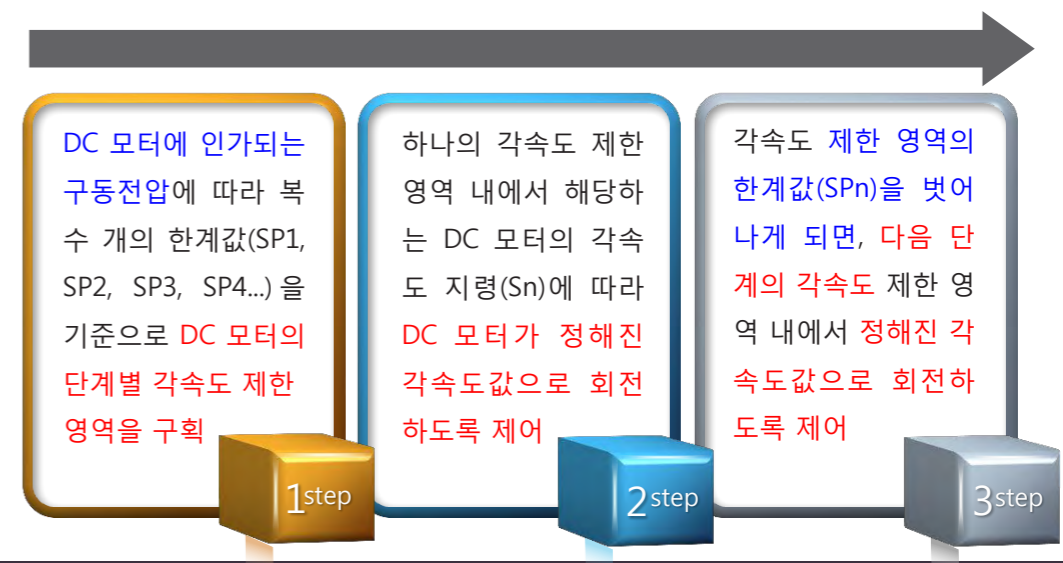 DC 모터에 인가되는
구동전압에 따라 복
수 개의 한계값(SP1,
SP2, SP3, SP4...) 을
기준으로 DC 모터의
단계별 각속도 제한
영역을 구획
1step
하나의 각속도 제한
영역 내에서 해당하
는 DC 모터의 각속
도 지령(Sn)에 따라
DC 모터가 정해진
각속도값으로 회전
하도록 제어
2step
각속도 제한 영역의
한계값(SPn)을 벗어
나게 되면, 다음 단
계의 각속도 제한 영
역 내에서 정해진 각
속도값으로 회전하
도록 제어
3step